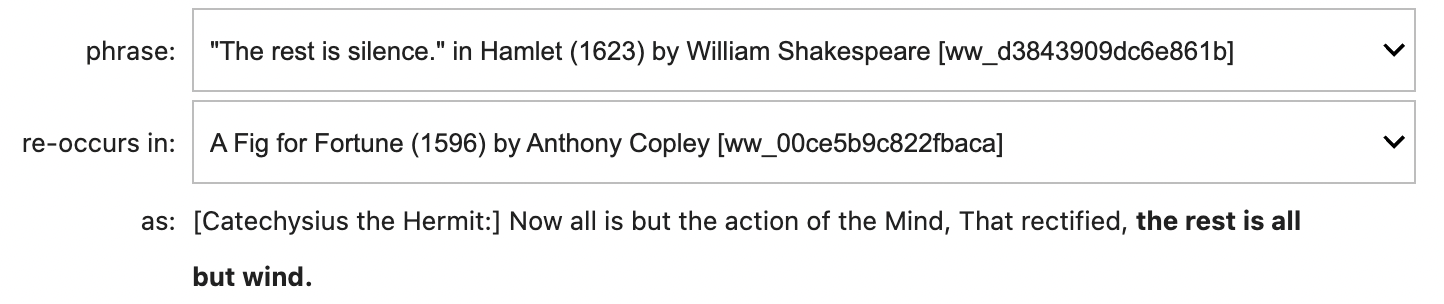 phrase: "The rest is silence." in Hamlet (1623) by William Shakespeare [ww_d3843909dc6e861b]
re-occurs in: A Fig for Fortune (1596) by Anthony Copley [ww_00ce5b9c822fbaca]
as: [Catechysius the Hermit:] Now all is but the action of the Mind, That rectified, the rest is all
but wind.